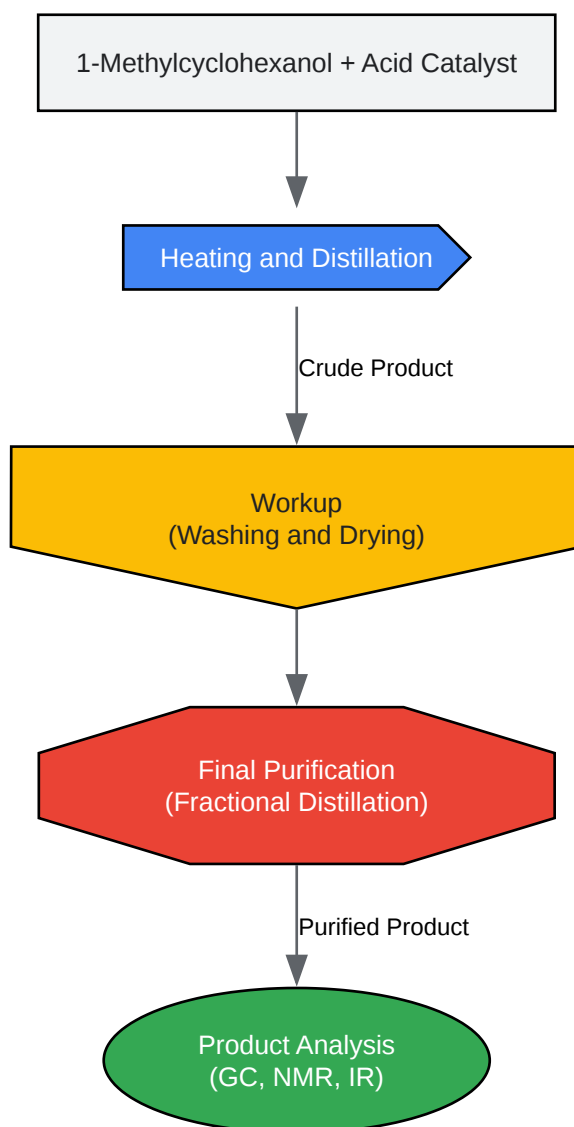 1-Methylcyclohexanol + Acid Catalyst
Heating and Distillation
Crude Product
Workup
(Washing and Drying)
Final Purification
(Fractional Distillation)
Purified Product
Product Analysis
(GC, NMR, IR)